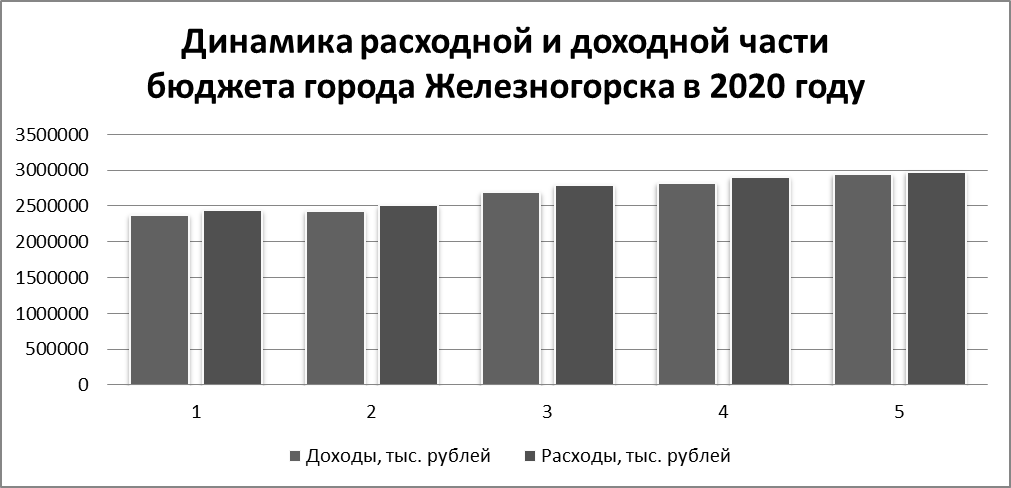 Динамика расходной и доходной части
бюджета города Железногорска в 2020 году
3500000
3000000
2500000
2000000
1500000
1000000
500000
0
1 2 3 4 5
Доходы, тыс. рублей Расходы, тыс. рублей